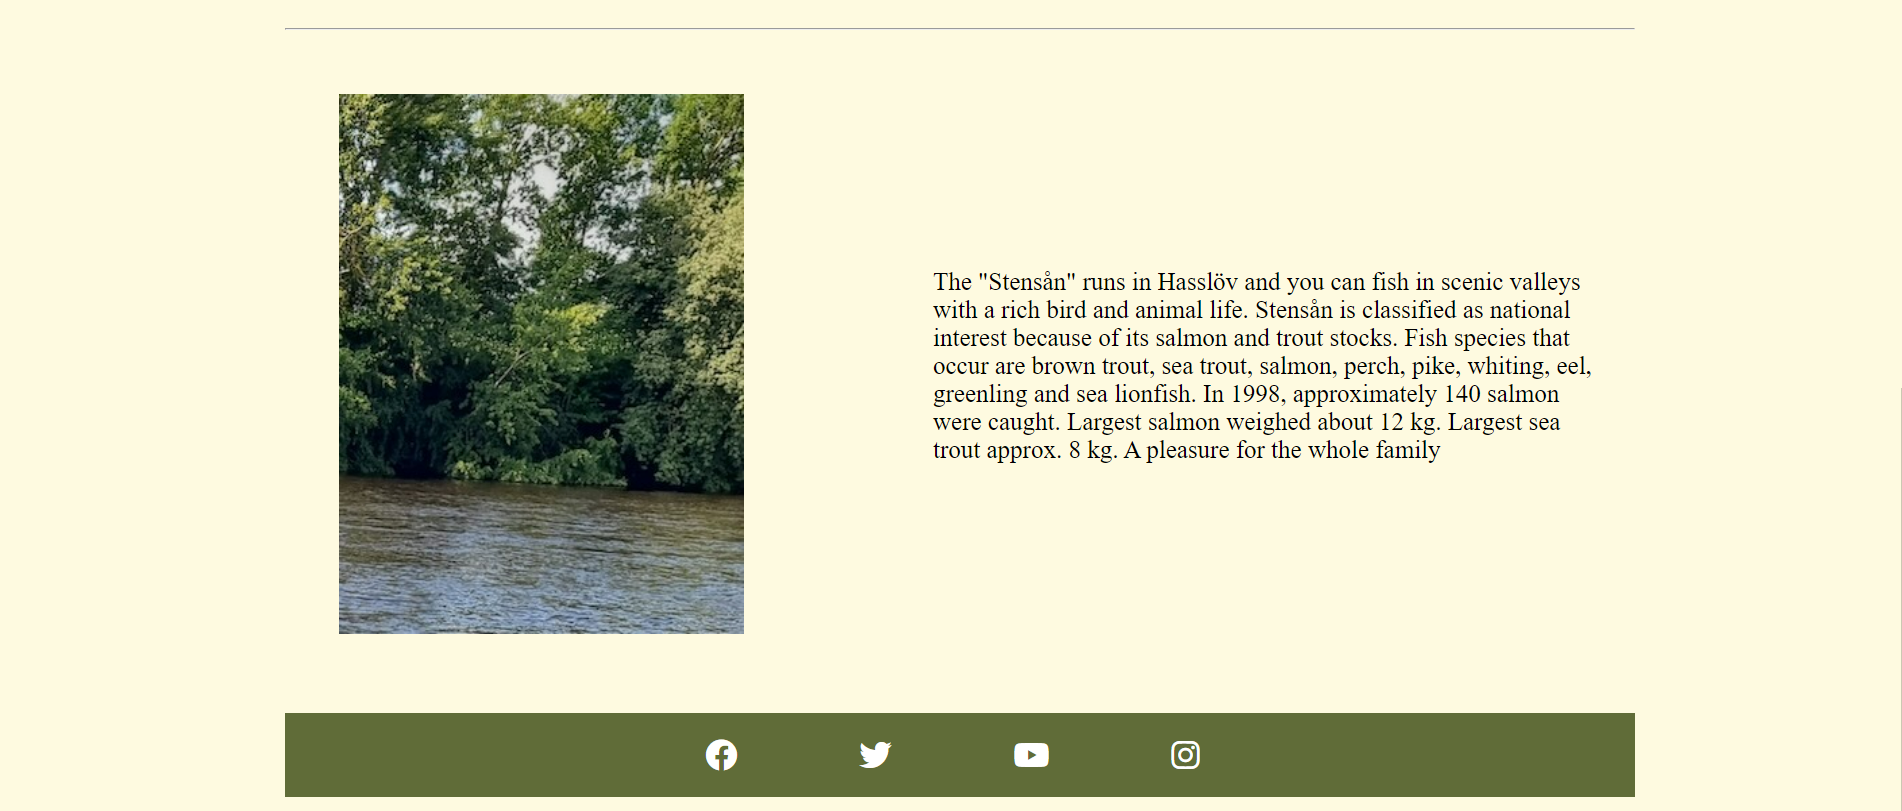 The "Stensån" runs in Hasslöv and you can fish in scenic valleys
with a rich bird and animal life. Stensån is classified as national
interest because of its salmon and trout stocks. Fish species that
occur are brown trout, sea trout, salmon, perch, pike, whiting, eel,
greenling and sea lionfish. In 1998, approximately 140 salmon
were caught. Largest salmon weighed about 12 kg. Largest sea
trout approx. 8 kg. A pleasure for the whole family